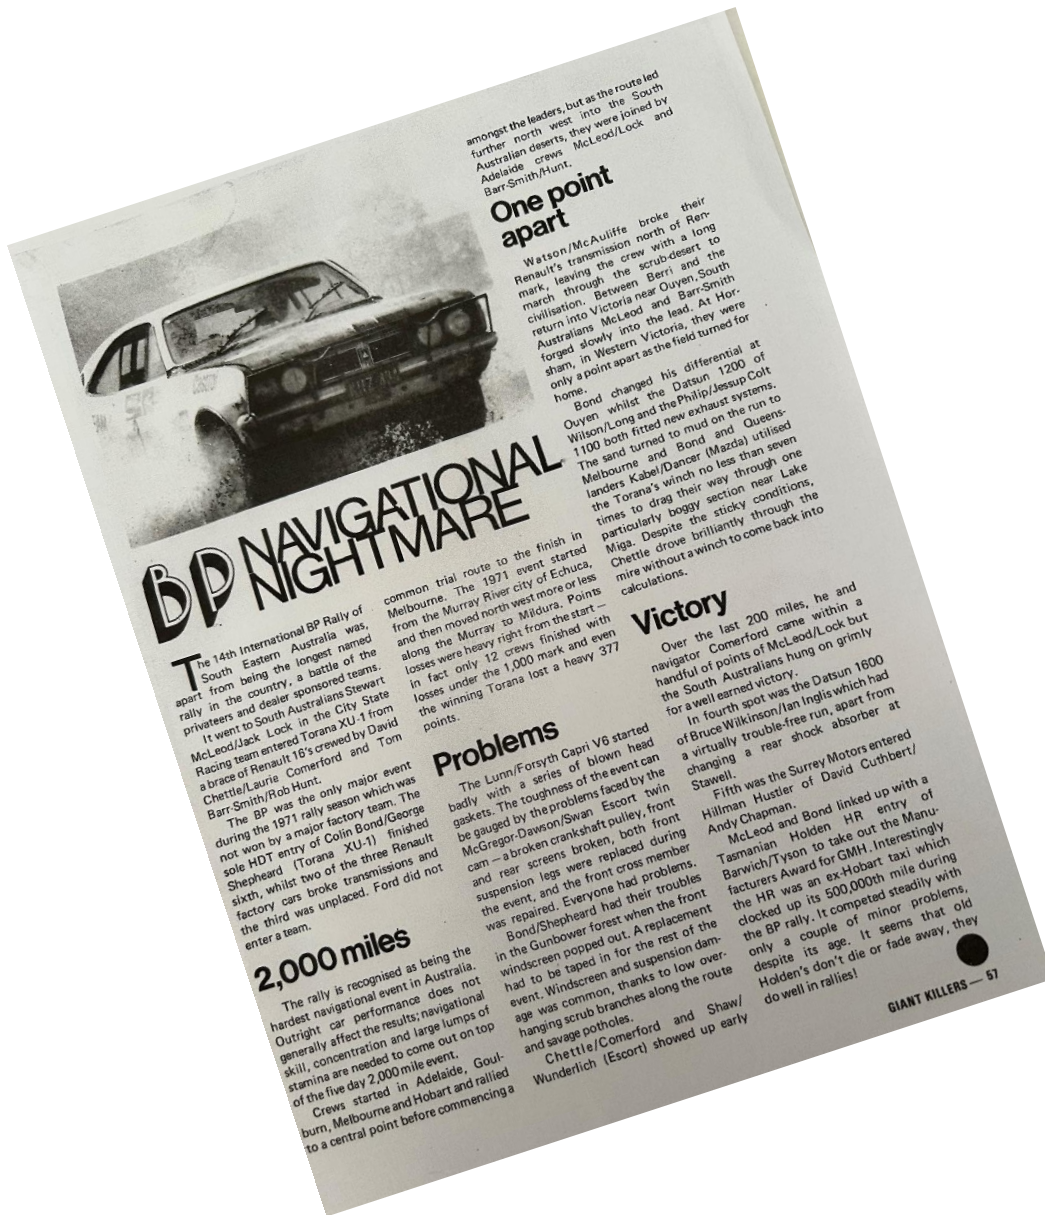 BP NAVIGATIONAL
NIGHTMARE
The 14th International BP Rally of
South Eastern Australia was,
apart from being the longest named
rally in the country, a battle of the
privateers and dealer sponsored teams.
It went to South Australians Stewart
McLeod/Jack Lock in the City State
Racing team entered Torana XU-1 from
a brace of Renault 16's crewed by David
Chettle/Laurie Comerford and Tom
Barr-Smith/Rob Hunt.
The BP was the only major event
during the 1971 rally season which was
not won by a major factory team. The
sole HDT entry of Colin Bond/George
Shepheard (Torana XU-1) finished
sixth, whilst two of the three Renault
factory cars broke transmissions and
the third was unplaced. Ford did not
enter a team.
2,000 miles
The rally is recognised as being the
hardest navigational event in Australia.
Outright car performance does not
generally affect the results; navigational
skill, concentration and large lumps of
stamina are needed to come out on top
of the five day 2,000 mile event.
Crews started in Adelaide, Goul-
burn, Melbourne and Hobart and rallied
to a central point before commencing a
common trial route to the finish in
Melbourne. The 1971 event started
from the Murray River city of Echuca,
and then moved north west more or less
along the Murray to Mildura. Points
losses were heavy right from the start —
in fact only 12 crews finished with
losses under the 1,000 mark and even
the winning Torana lost a heavy 377
points.
Problems
The Lunn/Forsyth Capri V6 started
badly with a series of blown head
gaskets. The toughness of the event can
be gauged by the problems faced by the
McGregor-Dawson/Swan Escort twin
cam — a broken crankshaft pulley, front
and rear screens broken, both front
suspension legs were replaced during
the event, and the front cross member
was repaired. Everyone had problems.
Bond/Shepheard had their troubles
in the Gunbower forest when the front
windscreen popped out. A replacement
had to be taped in for the rest of the
event. Windscreen and suspension dam-
age was common, thanks to low over-
hanging scrub branches along the route
and savage potholes.
Chettle/Comerford and Shaw/
Wunderlich (Escort) showed up early
amongst the leaders, but as the route led
further north west into the South
Australian deserts, they were joined by
Adelaide crews McLeod/Lock and
Barr-Smith/Hunt.
One point
apart
Watson/McAuliffe broke their
Renault's transmission north of Ren-
mark, leaving the crew with a long
march through the scrub-desert to
civilisation. Between Berri and the
return into Victoria near Ouyen, South
Australians McLeod and Barr-Smith
forged slowly into the lead. At Hor-
sham, in Western Victoria, they were
only a point apart as the field turned for
home.
Bond changed his differential at
Ouyen whilst the Datsun 1200 of
Wilson/Long and the Philip/Jessup Colt
1100 both fitted new exhaust systems.
The sand turned to mud on the run to
Melbourne and Bond and Queens-
landers Kabel/Dancer (Mazda) utilised
the Torana's winch no less than seven
times to drag their way through one
particularly boggy section near Lake
Miga. Despite the sticky conditions,
Chettle drove brilliantly through the
mire without a winch to come back into
calculations.
Victory
Over the last 200 miles, he and
navigator Comerford came within a
handful of points of McLeod/Lock but
the South Australians hung on grimly
for a well earned victory.
In fourth spot was the Datsun 1600
of Bruce Wilkinson/Ian Inglis which had
a virtually trouble-free run, apart from
changing a rear shock absorber at
Stawell.
Fifth was the Surrey Motors entered
Hillman Hustler of David Cuthbert/
Andy Chapman.
McLeod and Bond linked up with a
Tasmanian Holden HR entry of
Barwich/Tyson to take out the Manu-
facturers Award for GMH. Interestingly
the HR was an ex-Hobart taxi which
clocked up its 500,000th mile during
the BP rally. It competed steadily with
only a couple of minor problems,
despite its age. It seems that old
Holden's don't die or fade away, they
do well in rallies!
GIANT KILLERS — 57